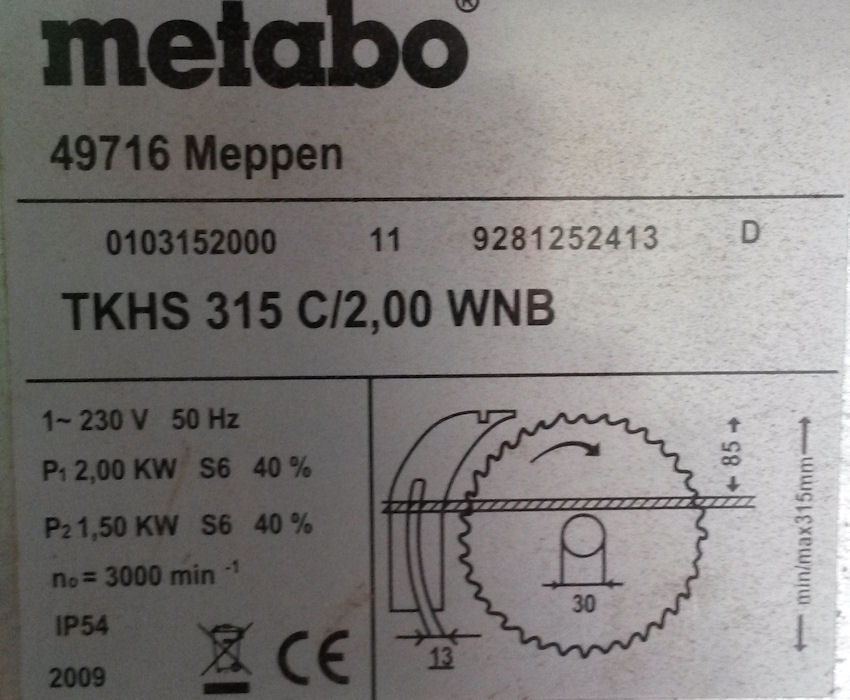 metabo®
49716 Meppen
0103152000 11 9281252413 D
TKHS 315 C/2,00 WNB
1~ 230 V 50 Hz
P1 2,00 KW S6 40 %
P2 1,50 KW S6 40 %
n₀ = 3000 min -1
IP54
2009
CE
85
min/max315mm
30
13